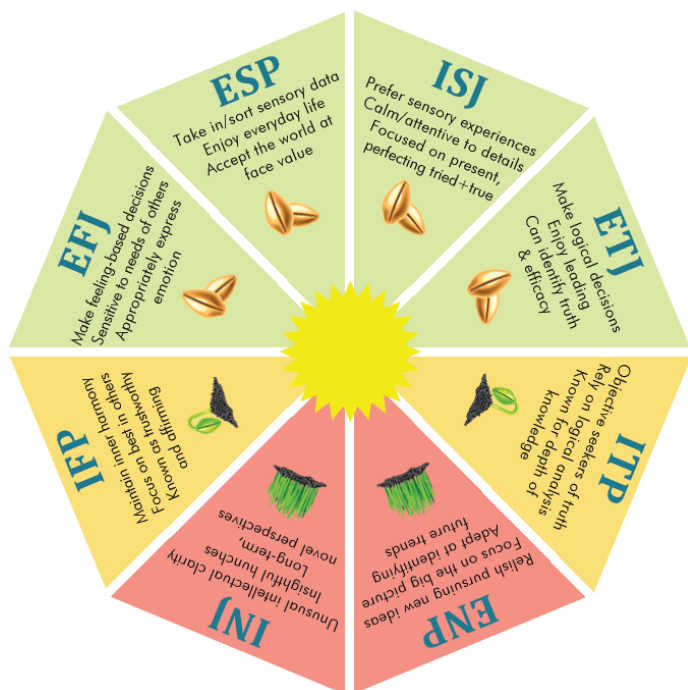 ESP
Take in/sort sensory data
Enjoy everyday life
Accept the world at
face value
ISJ
Prefer sensory experiences
Calm/attentive to details
Focused on present,
perfecting tried+true
ETJ
Make logical decisions
Enjoy leading
Can identify truth
& efficacy
ITP
Objective seekers of truth
Rely on logical analysis
Known for depth of
knowledge
ENP
Relish pursuing new ideas
Focus on the big picture
Adept at identifying
future trends
INJ
Unusual intellectual clarity
Insightful hunches
Long-term,
novel perspectives
IFP
Maintain inner harmony
Focus on best in others
Known as trustworthy
and affirming
EFJ
Make feeling-based decisions
Sensitive to needs of others
Appropriately express
emotion